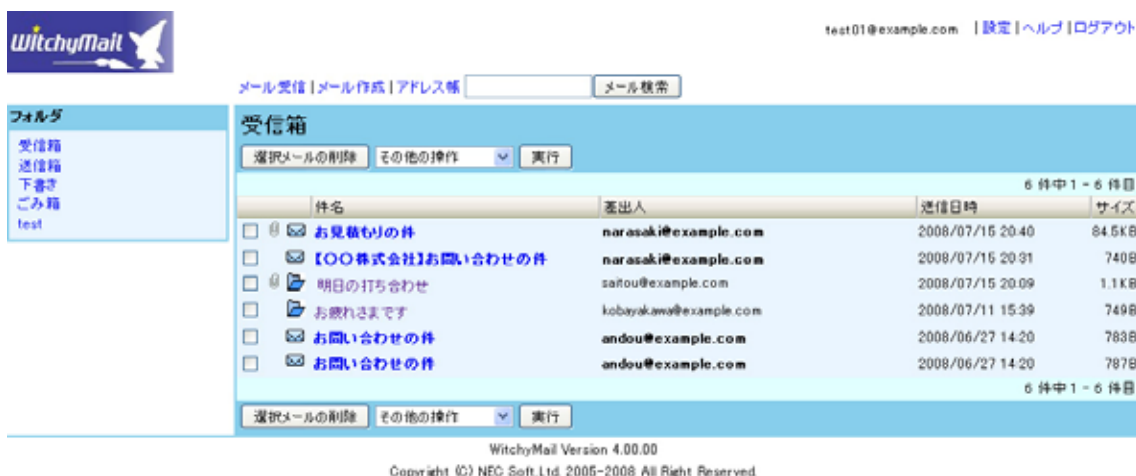 WitchyMail
test01@example.com |設定|ヘルプ|ログアウト
メール受信|メール作成|アドレス帳 メール検索
フォルダ
受信箱
送信箱
下書き
ごみ箱
test
受信箱
選択メールの削除 その他の操作 実行
6 件中 1 - 6 件目
件名 差出人 送信日時 サイズ
お見積もりの件 narasaki@example.com 2008/07/15 20:40 84.5KB
【○○株式会社】お問い合わせの件 narasaki@example.com 2008/07/15 20:31 740B
明日の打ち合わせ saitou@example.com 2008/07/15 20:09 1.1KB
お疲れさまです kobayakawa@example.com 2008/07/11 15:39 749B
お問い合わせの件 andou@example.com 2008/06/27 14:20 783B
お問い合わせの件 andou@example.com 2008/06/27 14:20 787B
6 件中 1 - 6 件目
選択メールの削除 その他の操作 実行
WitchyMail Version 4.00.00
Copyright (C) NEC Soft Ltd. 2005-2008 All Right Reserved.